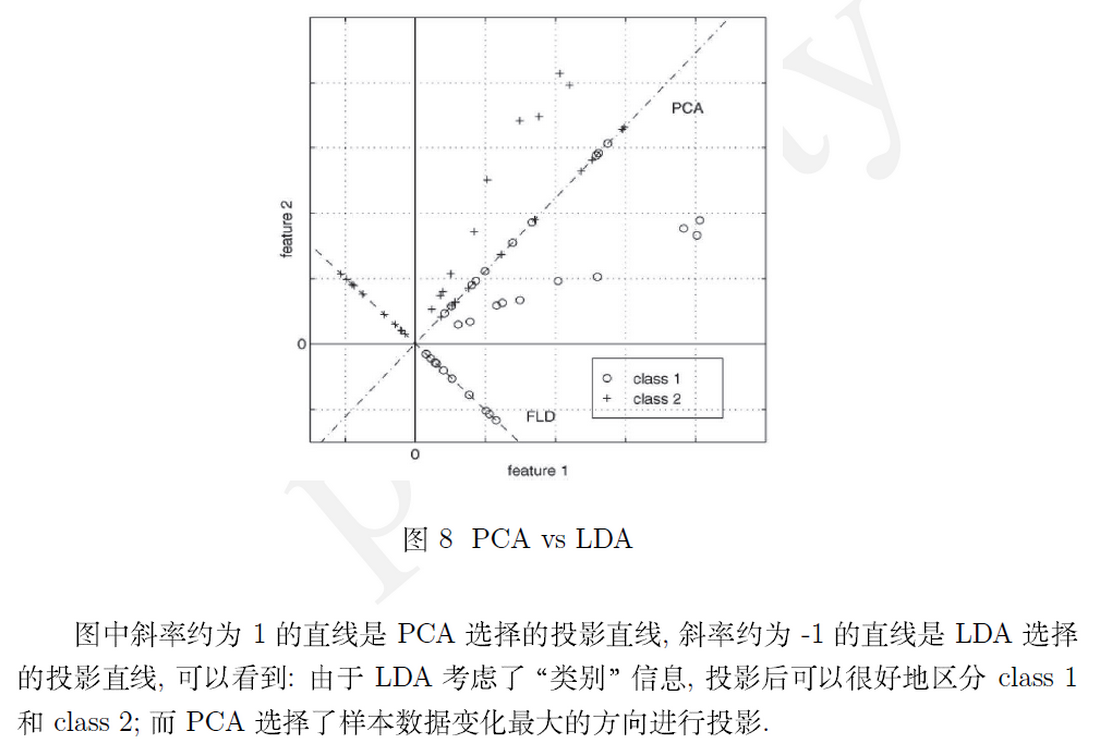 PCA
feature 2
0
class 1
class 2
FLD
0
feature 1
图 8 PCA vs LDA
图中斜率约为 1 的直线是 PCA 选择的投影直线, 斜率约为 -1 的直线是 LDA 选择
的投影直线, 可以看到: 由于 LDA 考虑了“类别” 信息, 投影后可以很好地区分 class 1
和 class 2; 而 PCA 选择了样本数据变化最大的方向进行投影.